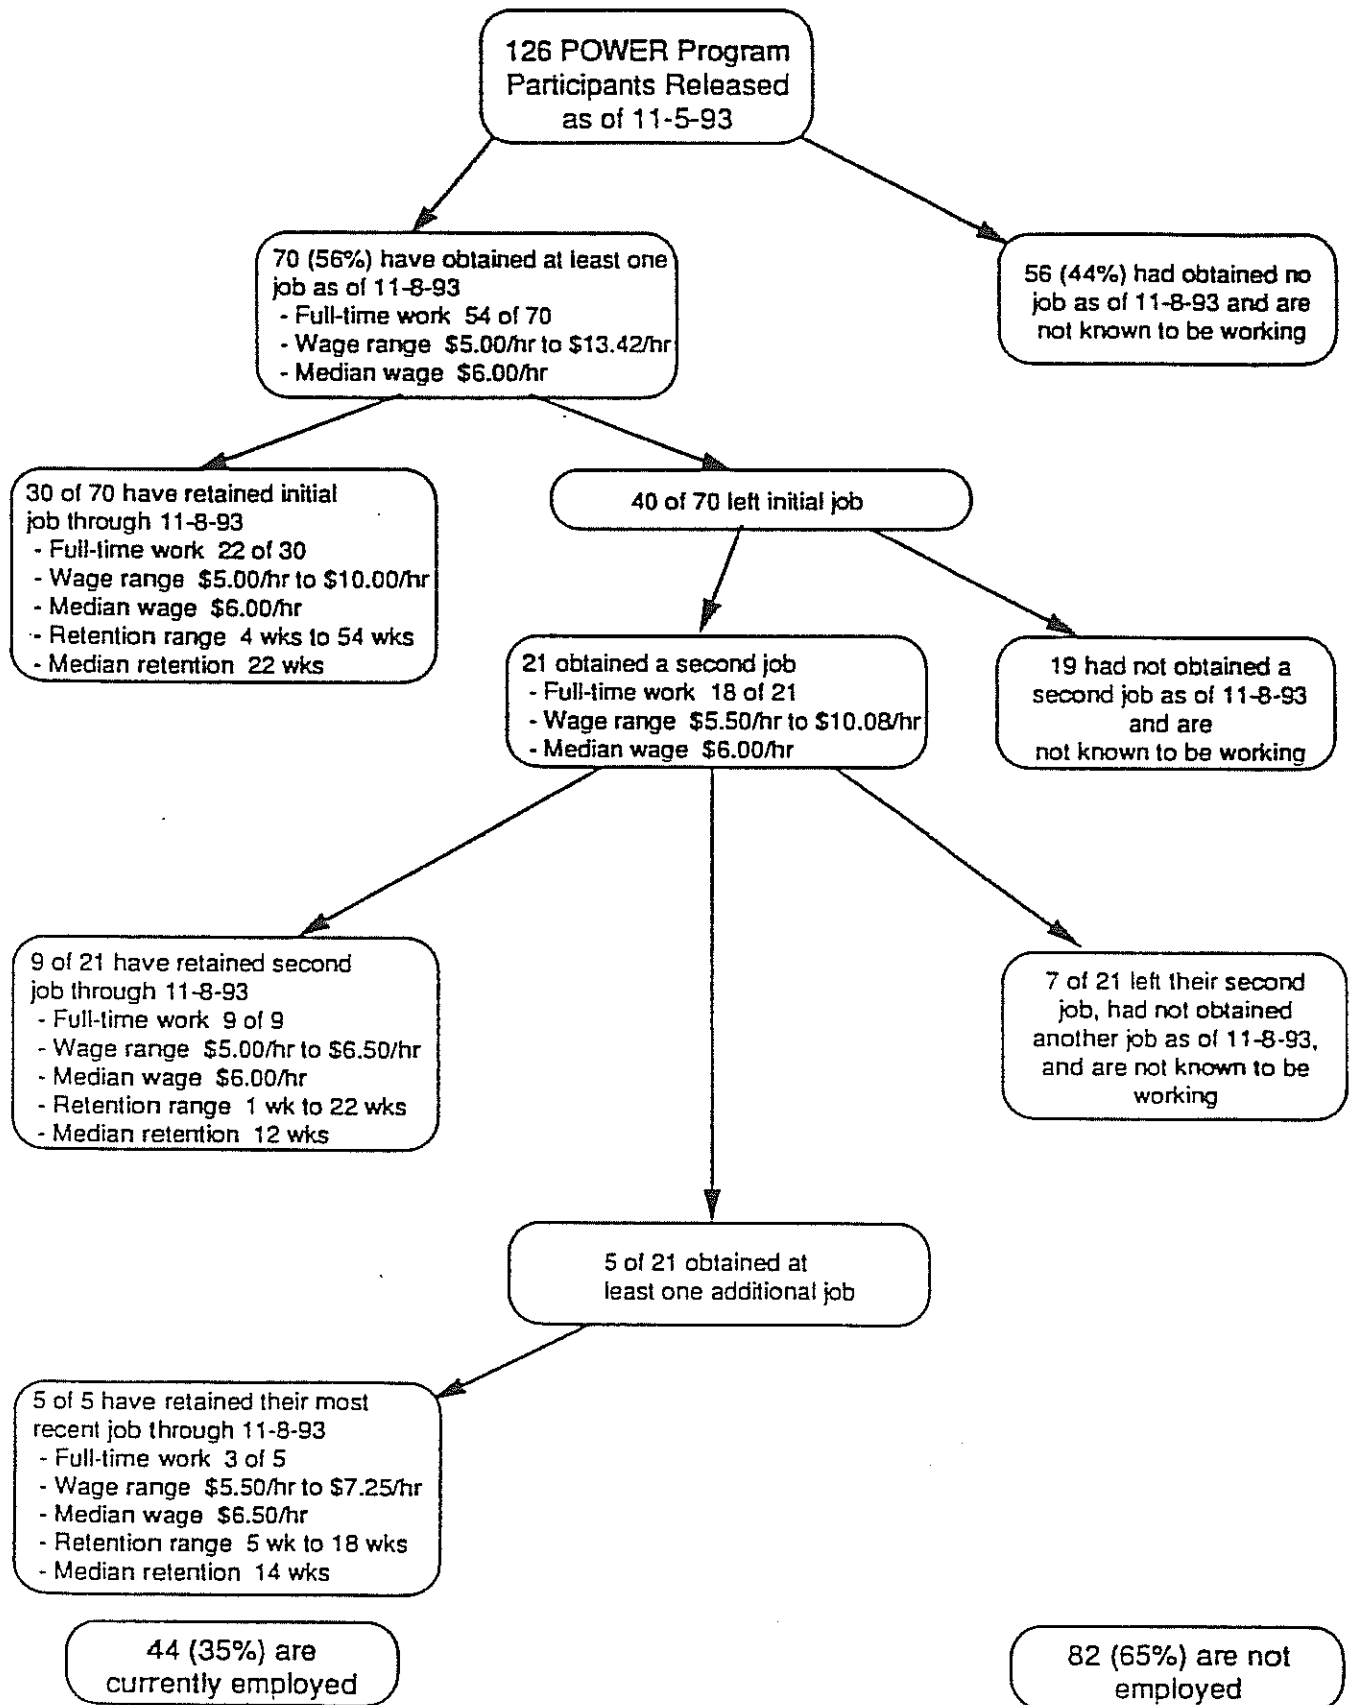 126 POWER Program
Participants Released
as of 11-5-93
70 (56%) have obtained at least one
job as of 11-8-93
- Full-time work 54 of 70
- Wage range $5.00/hr to $13.42/hr
- Median wage $6.00/hr
56 (44%) had obtained no
job as of 11-8-93 and are
not known to be working
30 of 70 have retained initial
job through 11-8-93
- Full-time work 22 of 30
- Wage range $5.00/hr to $10.00/hr
- Median wage $6.00/hr
- Retention range 4 wks to 54 wks
- Median retention 22 wks
40 of 70 left initial job
21 obtained a second job
- Full-time work 18 of 21
- Wage range $5.50/hr to $10.08/hr
- Median wage $6.00/hr
19 had not obtained a
second job as of 11-8-93
and are
not known to be working
9 of 21 have retained second
job through 11-8-93
- Full-time work 9 of 9
- Wage range $5.00/hr to $6.50/hr
- Median wage $6.00/hr
- Retention range 1 wk to 22 wks
- Median retention 12 wks
7 of 21 left their second
job, had not obtained
another job as of 11-8-93,
and are not known to be
working
5 of 21 obtained at
least one additional job
5 of 5 have retained their most
recent job through 11-8-93
- Full-time work 3 of 5
- Wage range $5.50/hr to $7.25/hr
- Median wage $6.50/hr
- Retention range 5 wk to 18 wks
- Median retention 14 wks
44 (35%) are
currently employed
82 (65%) are not
employed